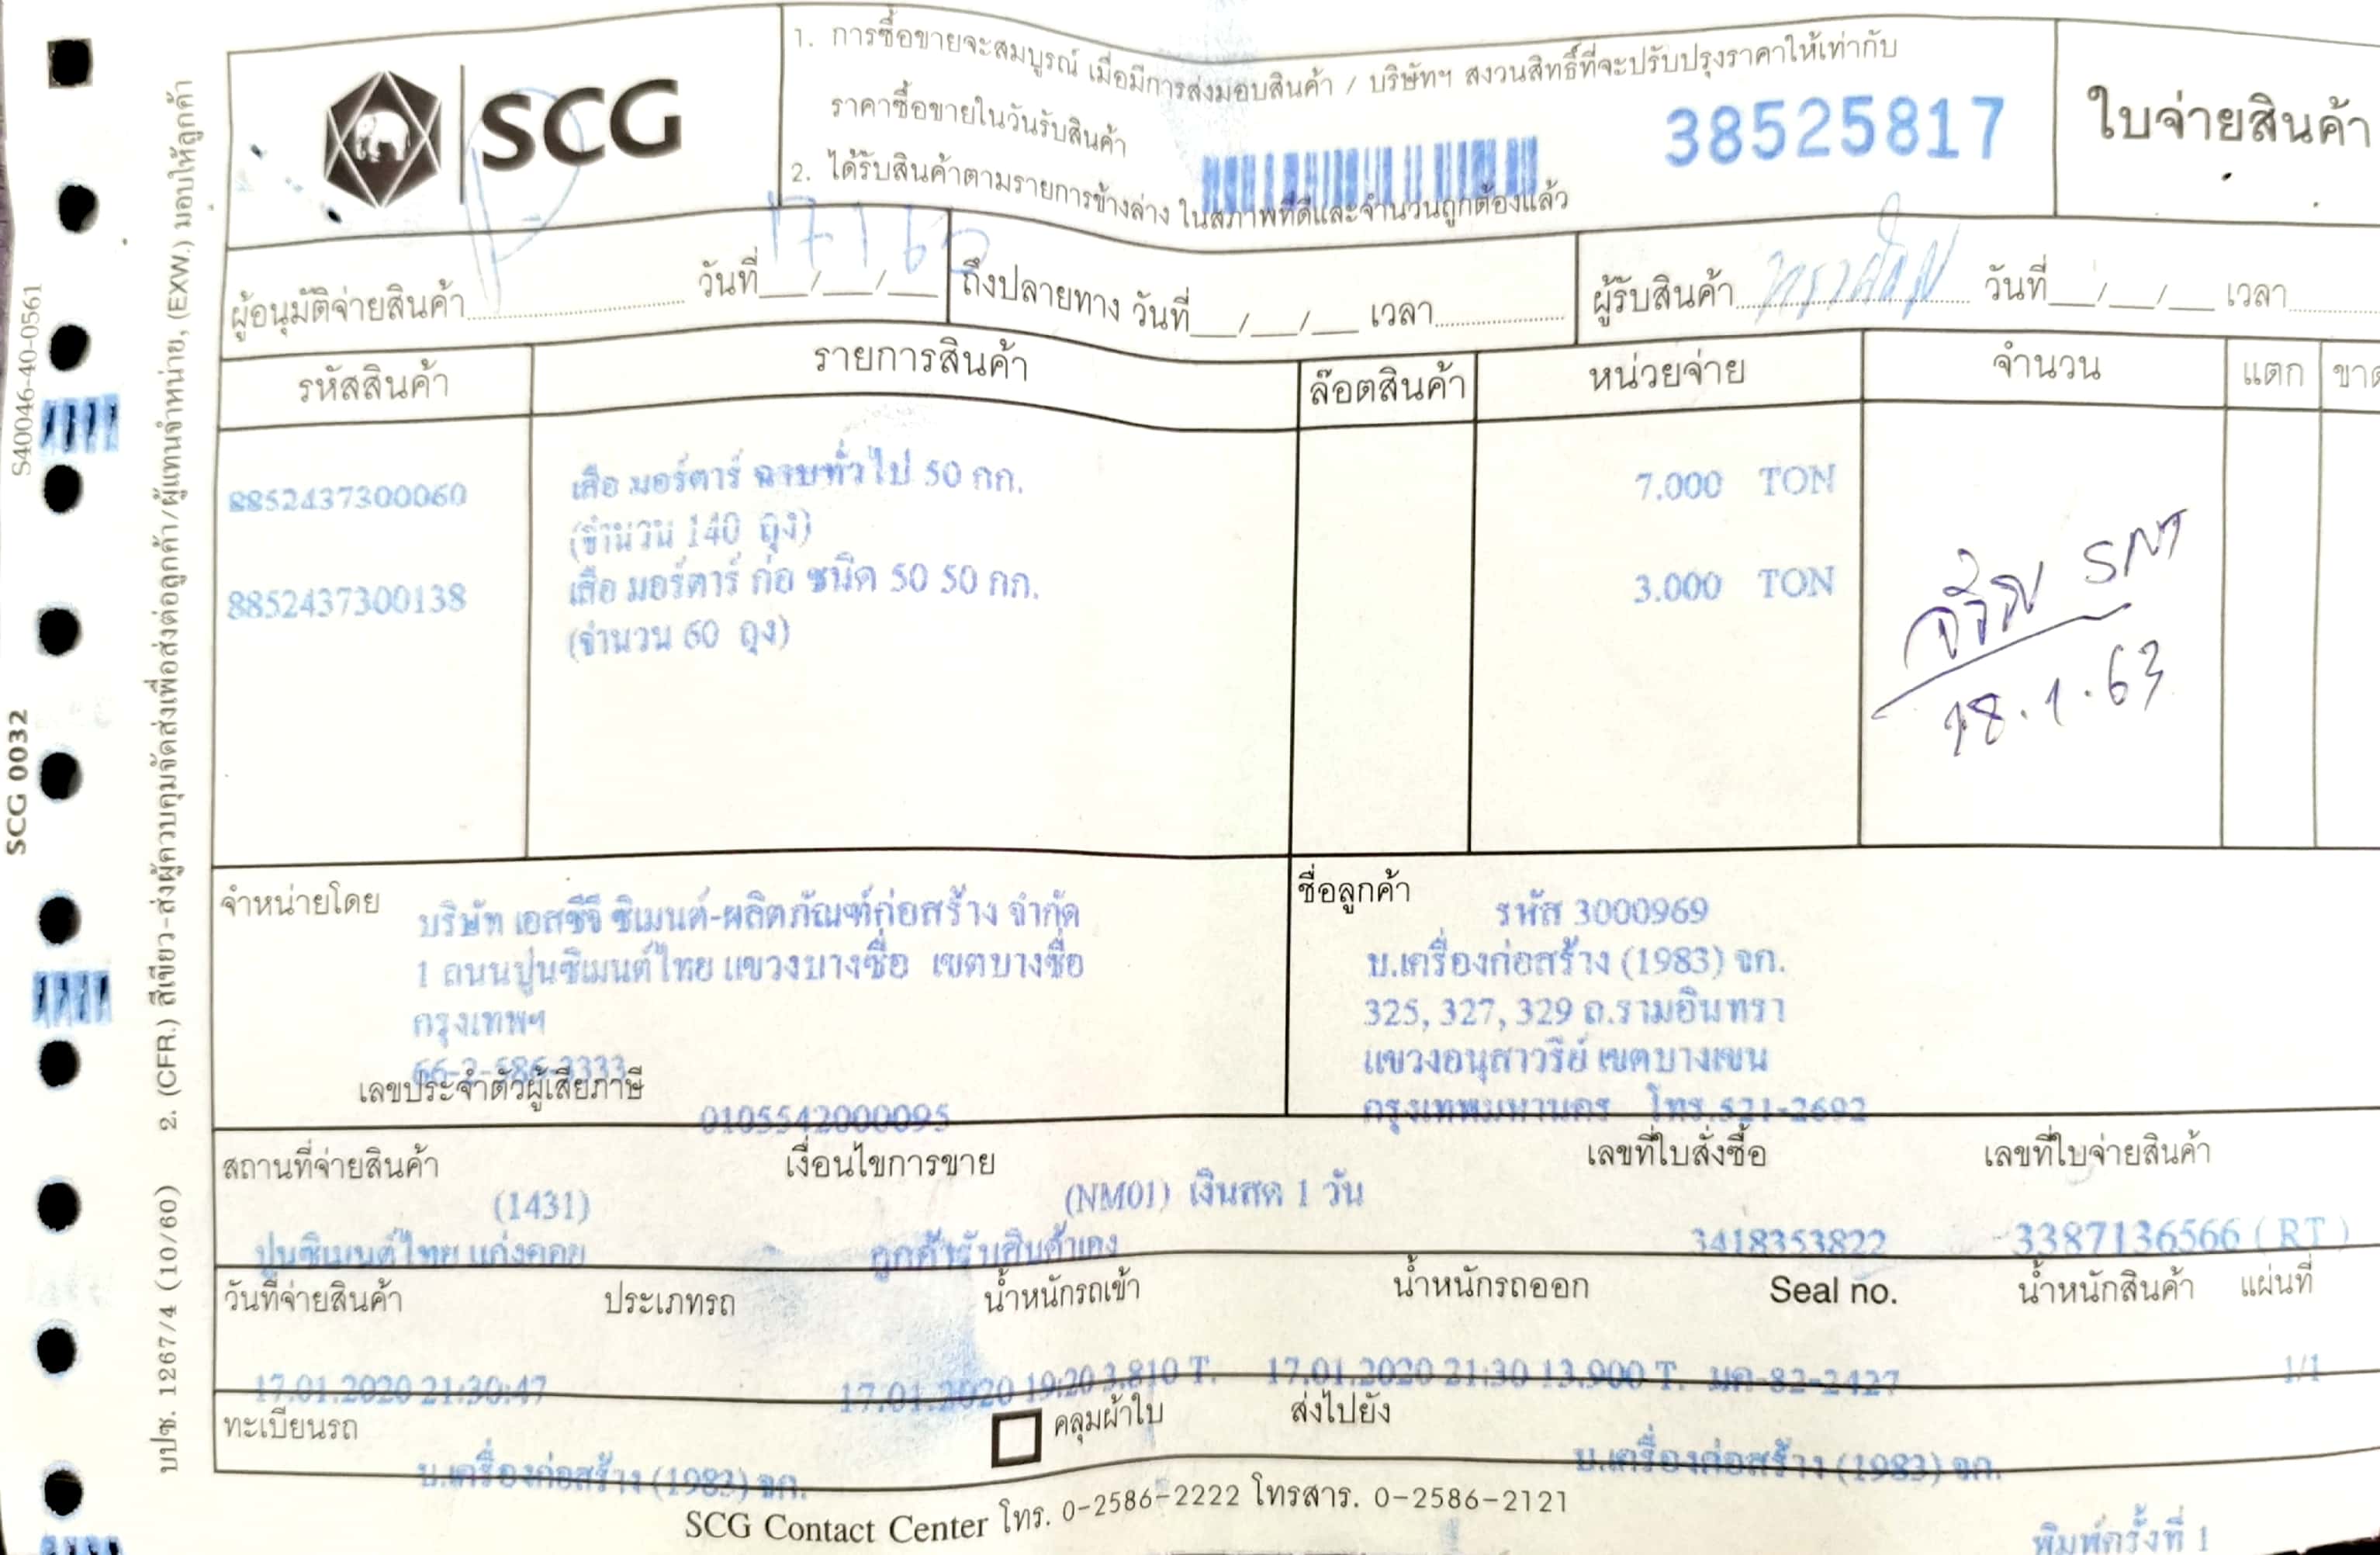 SCG
1. การซื้อขายจะสมบูรณ์ เมื่อมีการส่งมอบสินค้า / บริษัทฯ สงวนสิทธิ์ที่จะปรับปรุงราคาให้เท่ากับ
ราคาซื้อขายในวันรับสินค้า
2. ได้รับสินค้าตามรายการข้างล่าง ในสภาพที่ดีและจำนวนถูกต้องแล้ว
38525817
ใบจ่ายสินค้า
ผู้อนุมัติจ่ายสินค้า วันที่__/__/__ ถึงปลายทาง วันที่__/__/__ เวลา ผู้รับสินค้า วันที่__/__/__ เวลา
รหัสสินค้า รายการสินค้า ล๊อตสินค้า หน่วยจ่าย จำนวน แตก
8852437300060 เสือ มอร์ตาร์ ฉาบทั่วไป 50 กก. 7.000 TON
(จำนวน 140 ถุง)
8852437300138 เสือ มอร์ตาร์ ก่อ ชนิด 50 50 กก. 3.000 TON
(จำนวน 60 ถุง)
SNT
18.1.63
จำหน่ายโดย
บริษัท เอสซีจี ซิเมนต์-ผลิตภัณฑ์ก่อสร้าง จำกัด
1 ถนนปูนซิเมนต์ไทย แขวงบางซื่อ เขตบางซื่อ
กรุงเทพฯ
66-2-586-3333
เลขประจำตัวผู้เสียภาษี
0105542000095
ชื่อลูกค้า
รหัส 3000969
บ.เครื่องก่อสร้าง (1983) จก.
325, 327, 329 ถ.รามอินทรา
แขวงอนุสาวรีย์ เขตบางเขน
กรุงเทพมหานคร โทร.521-2692
สถานที่จ่ายสินค้า เงื่อนไขการขาย เลขที่ใบสั่งซื้อ เลขที่ใบจ่ายสินค้า
(1431) (NM01) เงินสด 1 วัน
ปูนซิเมนต์ไทย แก่งคอย ลูกค้ารับสินค้าเอง 3418353822 3387136566 (RT)
วันที่จ่ายสินค้า ประเภทรถ น้ำหนักรถเข้า น้ำหนักรถออก Seal no. น้ำหนักสินค้า แผ่นที่
17.01.2020 21:30:47 17.01.2020 19:20 3.810 T. 17.01.2020 21:30 13.900 T. มค-82-2427 1/1
ทะเบียนรถ คลุมผ้าใบ ส่งไปยัง
บ.เครื่องก่อสร้าง (1983) จก. บ.เครื่องก่อสร้าง (1983) จก.
SCG Contact Center โทร. 0-2586-2222 โทรสาร. 0-2586-2121
พิมพ์ครั้งที่ 1
S40046-40-0561
SCG 0032
บปช. 1267/4 (10/60) 2. (CFR.) สีเขียว-ส่งผู้ควบคุมจัดส่งเพื่อส่งต่อลูกค้า/ผู้แทนจำหน่าย, (EXW.) มอบให้ลูกค้า